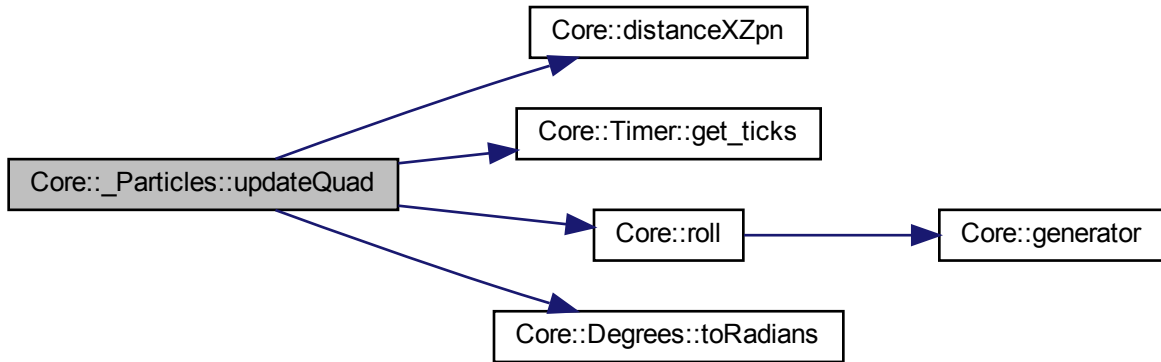 Core::distanceXZpn
Core::Timer::get_ticks
Core::_Particles::updateQuad
Core::roll
Core::generator
Core::Degrees::toRadians